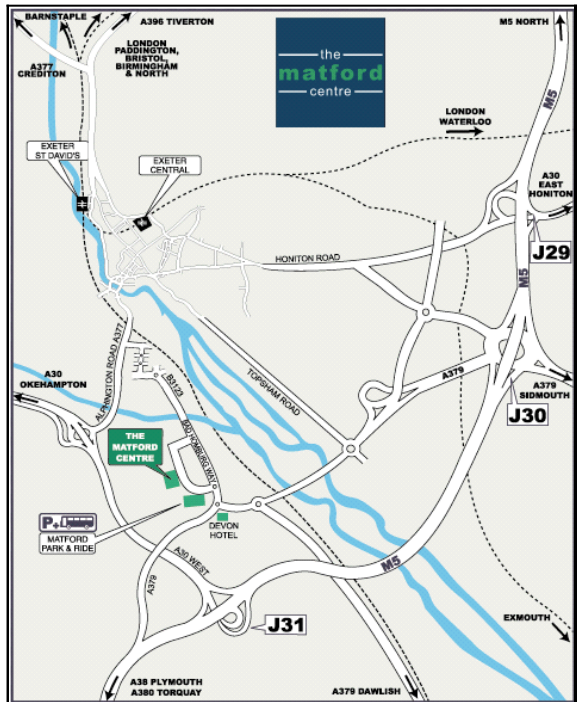 BARNSTAPLE
A396 TIVERTON
M5 NORTH
LONDON
PADDINGTON,
BRISTOL,
BIRMINGHAM
& NORTH
A377
CREDITON
the
matford
centre
M5
LONDON
WATERLOO
EXETER
ST DAVID'S
EXETER
CENTRAL
A30
EAST
HONITON
J29
HONITON ROAD
M5
A30
OKEHAMPTON
ALPHINGTON ROAD A377
B3123
TOPSHAM ROAD
A379
A379
SIDMOUTH
J30
BAD HOMBURG WAY
THE
MATFORD
CENTRE
P+
MATFORD
PARK & RIDE
DEVON
HOTEL
A30 WEST
A379
M5
J31
EXMOUTH
A38 PLYMOUTH
A380 TORQUAY
A379 DAWLISH